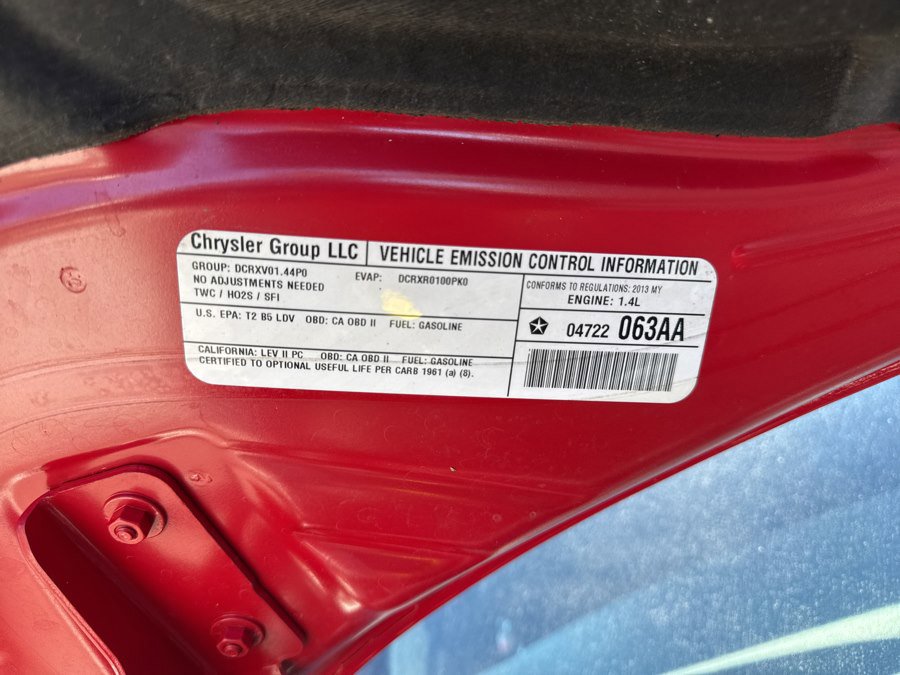 Chrysler Group LLC
VEHICLE EMISSION CONTROL INFORMATION
GROUP: DCRXV01.44P0
EVAP: DCRXR0100PK0
NO ADJUSTMENTS NEEDED
TWC / HO2S / SFI
U.S. EPA: T2 B5 LDV OBD: CA OBD II FUEL: GASOLINE
CALIFORNIA: LEV II PC OBD: CA OBD II FUEL: GASOLINE
CERTIFIED TO OPTIONAL USEFUL LIFE PER CARB 1961 (a) (8).
CONFORMS TO REGULATIONS: 2013 MY
ENGINE: 1.4L
04722 063AA